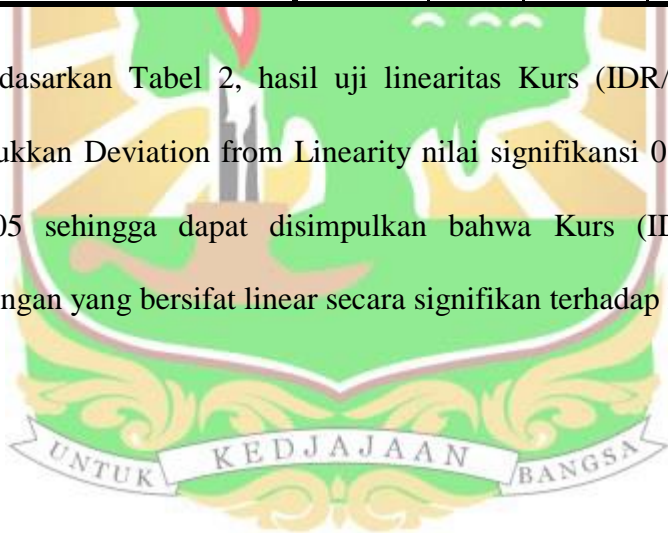 dasarkan Tabel 2, hasil uji linearitas Kurs (IDR/
ukkan Deviation from Linearity nilai signifikansi 0
05 sehingga dapat disimpulkan bahwa Kurs
ngan yang bersifat linear secara signifikan terhadap
UNTUK KEDJAJAAN BANGSA